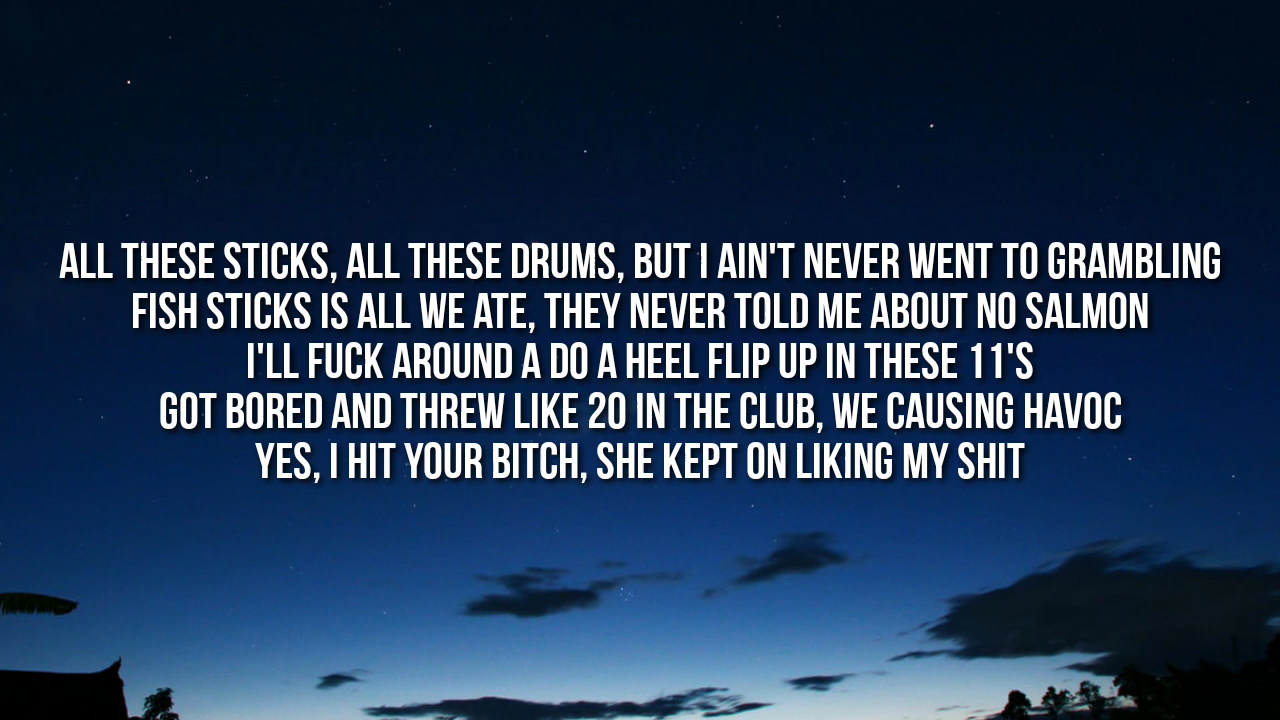 ALL THESE STICKS, ALL THESE DRUMS, BUT I AIN'T NEVER WENT TO GRAMBLING
FISH STICKS IS ALL WE ATE, THEY NEVER TOLD ME ABOUT NO SALMON
I'LL FUCK AROUND A DO A HEEL FLIP UP IN THESE 11'S
GOT BORED AND THREW LIKE 20 IN THE CLUB, WE CAUSING HAVOC
YES, I HIT YOUR BITCH, SHE KEPT ON LIKING MY SHIT